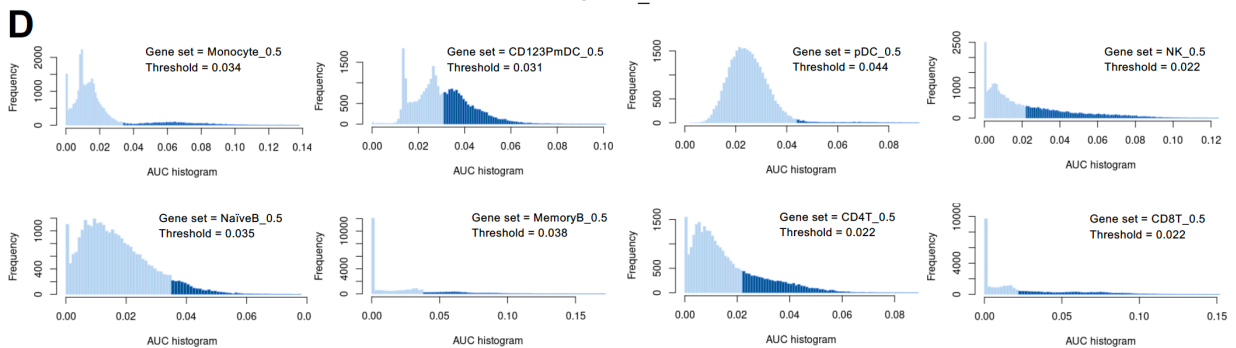 D
Gene set = Monocyte_0.5
Threshold = 0.034
Frequency
0
1000
2000
0.00 0.02 0.04 0.06 0.08 0.10 0.12 0.14
AUC histogram
Gene set = CD123PmDC_0.5
Threshold = 0.031
Frequency
0
500
1500
0.00 0.02 0.04 0.06 0.08 0.10
AUC histogram
Gene set = pDC_0.5
Threshold = 0.044
Frequency
0
500
1500
0.00 0.02 0.04 0.06 0.08
AUC histogram
Gene set = NK_0.5
Threshold = 0.022
Frequency
0
1000
2500
0.00 0.02 0.04 0.06 0.08 0.10 0.12
AUC histogram
Gene set = NaïveB_0.5
Threshold = 0.035
Frequency
0
400
1000
0.00 0.02 0.04 0.06 0.0
AUC histogram
Gene set = MemoryB_0.5
Threshold = 0.038
Frequency
0
4000
10000
0.00 0.05 0.10 0.15
AUC histogram
Gene set = CD4T_0.5
Threshold = 0.022
Frequency
0
500
1500
0.00 0.02 0.04 0.06 0.08
AUC histogram
Gene set = CD8T_0.5
Threshold = 0.022
Frequency
0
4000
10000
0.00 0.05 0.10 0.15
AUC histogram